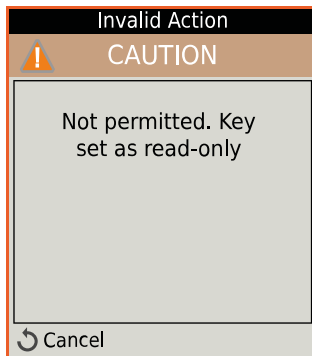 Invalid Action
CAUTION
Not permitted. Key
set as read-only
Cancel